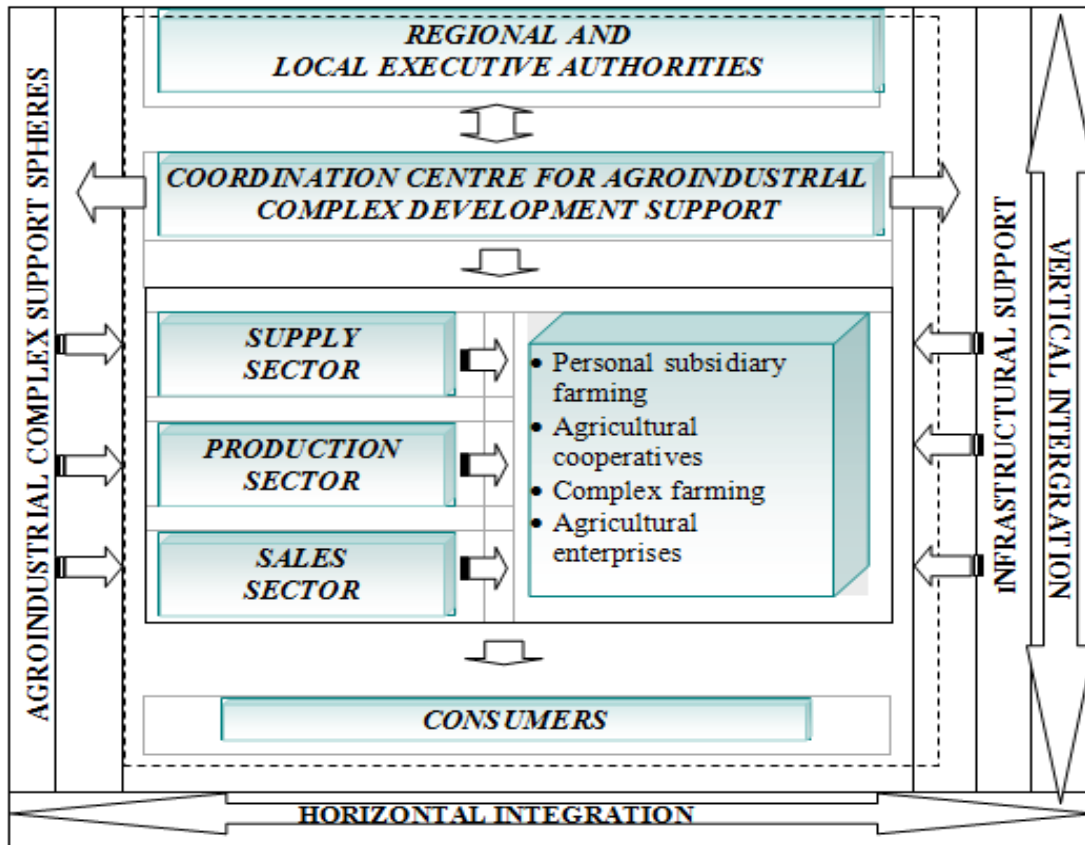 REGIONAL AND
LOCAL EXECUTIVE AUTHORITIES
COORDINATION CENTRE FOR AGROINDUSTRIAL
COMPLEX DEVELOPMENT SUPPORT
AGROINDUSTRIAL COMPLEX SUPPORT SPHERES
SUPPLY
SECTOR
PRODUCTION
SECTOR
SALES
SECTOR
• Personal subsidiary
farming
• Agricultural
cooperatives
• Complex farming
• Agricultural
enterprises
INFRASTRUCTURAL SUPPORT
VERTICAL INTERGRATION
CONSUMERS
HORIZONTAL INTEGRATION